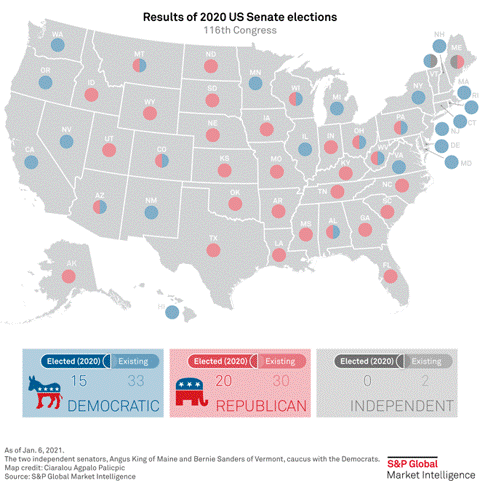 Results of 2020 US Senate elections
116th Congress
WA
MT
ND
MN
NH
VT
ME
OR
ID
SD
WI
MI
NY
MA
RI
WY
IA
PA
CT
NV
NE
IL
IN
OH
NJ
DE
UT
CO
KS
MO
WV
VA
MD
CA
KY
TN
NC
AZ
NM
OK
AR
SC
MS
AL
GA
TX
LA
AK
FL
HI
Elected (2020) Existing
15 33
DEMOCRATIC
Elected (2020) Existing
20 30
REPUBLICAN
Elected (2020) Existing
0 2
INDEPENDENT
As of Jan. 6, 2021.
The two independent senators, Angus King of Maine and Bernie Sanders of Vermont, caucus with the Democrats.
Map credit: Ciaralou Agpalo Palicpic
Source: S&P Global Market Intelligence
S&P Global
Market Intelligence